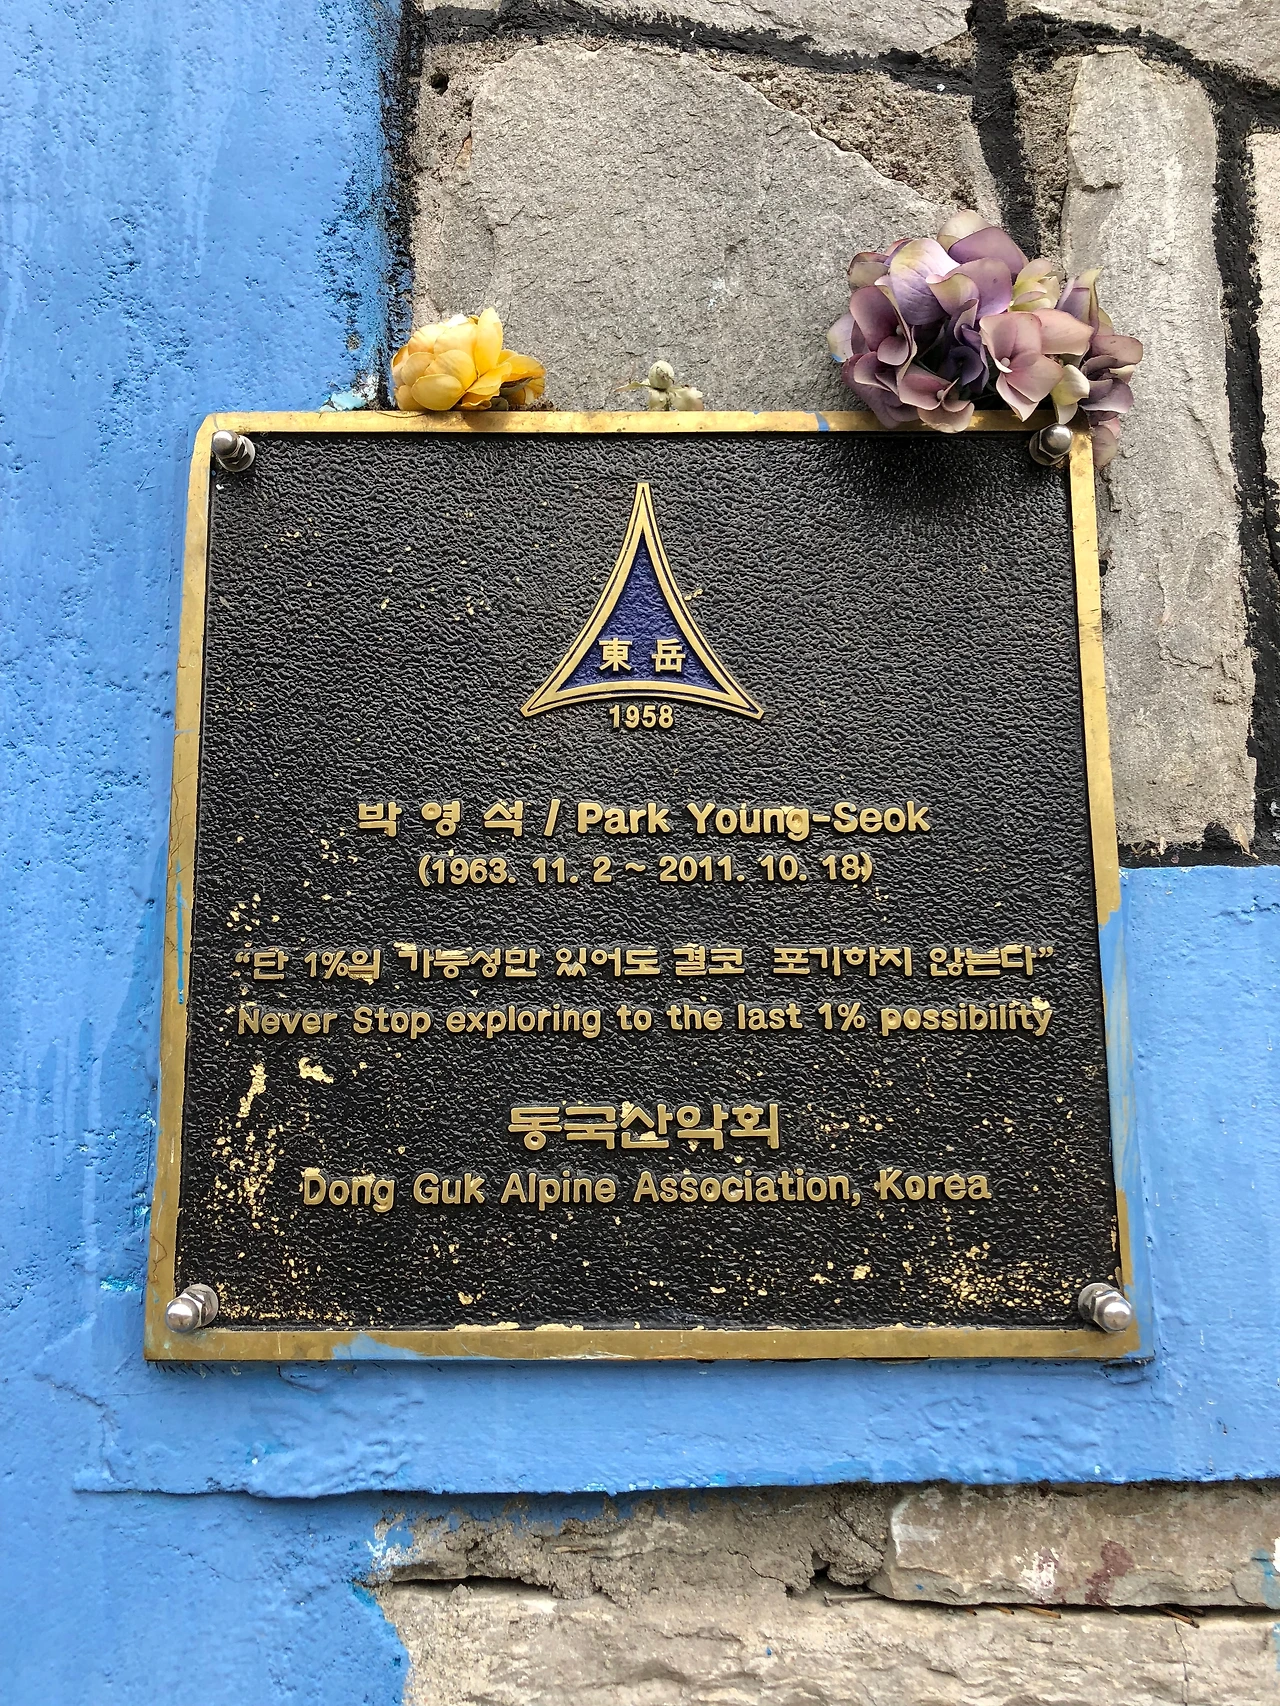 東岳
1958
박영석 / Park Young-Seok
(1963. 11. 2 ~ 2011. 10. 18)
“단 1%의 가능성만 있어도 결코 포기하지 않는다”
Never Stop exploring to the last 1% possibility
동국산악회
Dong Guk Alpine Association, Korea